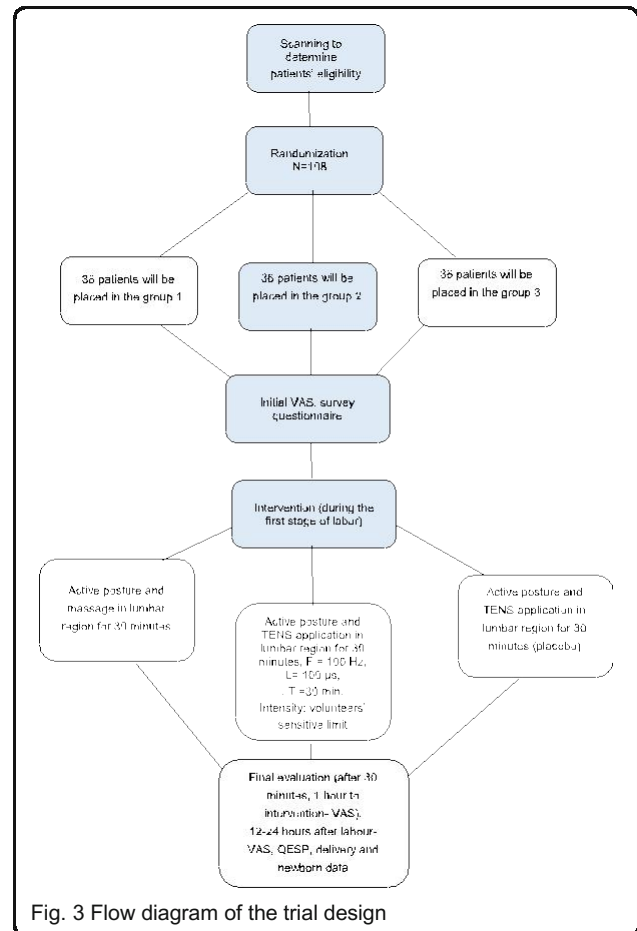 Scanning to
determine
patients' eligibility
Randomization
N=108
36 patients will be
placed in the group 1
36 patients will be
placed in the group 2
36 patients will be
placed in the group 3
Initial VAS, survey
questionnaire
Intervention (during the
first stage of labor)
Active posture and
massage in lumbar
region for 30 minutes
Active posture and
TENS application in
lumbar region for 30
minutes, F = 100 Hz,
L= 100 µs,
T =30 min.
Intensity: volunteers'
sensitive limit
Active posture and
TENS application in
lumbar region for 30
minutes (placebo)
Final evaluation (after 30
minutes, 1 hour to
intervention- VAS).
12-24 hours after labour-
VAS, QESP, delivery and
newborn data
Fig. 3 Flow diagram of the trial design